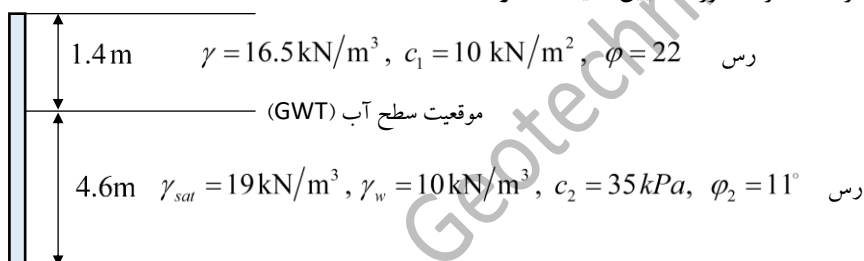 1.4 m γ = 16.5 kN/m³ , c₁ = 10 kN/m² , φ = 22 رس
موقعیت سطح آب (GWT)
4.6m γsat = 19 kN/m³ , γw = 10 kN/m³ , c₂ = 35 kPa, φ₂ = 11° رس
Geotechni